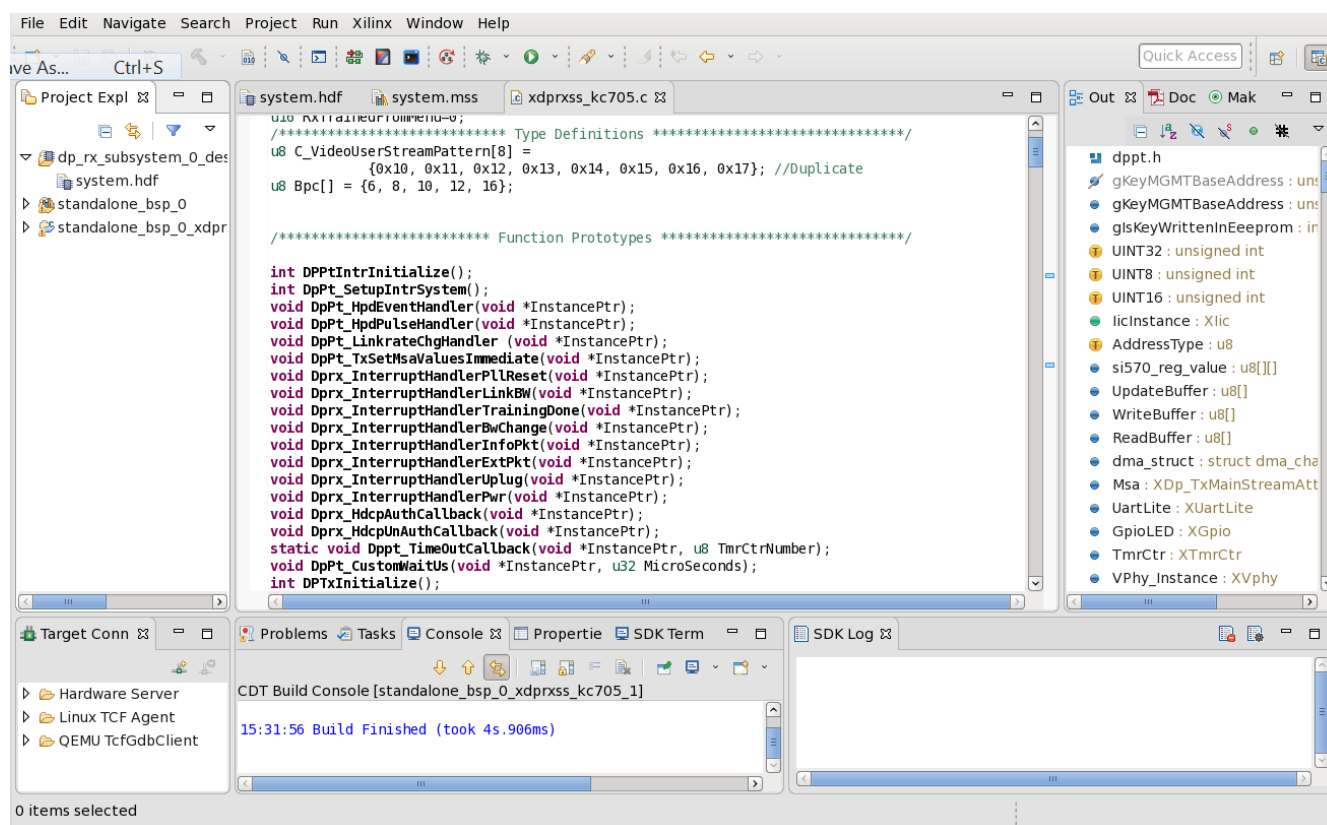 File Edit Navigate Search Project Run Xilinx Window Help
ave As... Ctrl+S
Quick Access
Project Expl
system.hdf system.mss xdprxss_kc705.c
Out Doc Mak
dp_rx_subsystem_0_des
system.hdf
standalone_bsp_0
standalone_bsp_0_xdpr
u16 RxTrainedFromMenu=0;
/**************************** Type Definitions *******************************/
u8 C_VideoUserStreamPattern[8] =
{0x10, 0x11, 0x12, 0x13, 0x14, 0x15, 0x16, 0x17}; //Duplicate
u8 Bpc[] = {6, 8, 10, 12, 16};
/************************** Function Prototypes ******************************/
int DPPtIntrInitialize();
int DpPt_SetupIntrSystem();
void DpPt_HpdEventHandler(void *InstancePtr);
void DpPt_HpdPulseHandler(void *InstancePtr);
void DpPt_LinkrateChgHandler (void *InstancePtr);
void DpPt_TxSetMsaValuesImmediate(void *InstancePtr);
void Dprx_InterruptHandlerPllReset(void *InstancePtr);
void Dprx_InterruptHandlerLinkBW(void *InstancePtr);
void Dprx_InterruptHandlerTrainingDone(void *InstancePtr);
void Dprx_InterruptHandlerBwChange(void *InstancePtr);
void Dprx_InterruptHandlerInfoPkt(void *InstancePtr);
void Dprx_InterruptHandlerExtPkt(void *InstancePtr);
void Dprx_InterruptHandlerUplug(void *InstancePtr);
void Dprx_InterruptHandlerPwr(void *InstancePtr);
void Dprx_HdcpAuthCallback(void *InstancePtr);
void Dprx_HdcpUnAuthCallback(void *InstancePtr);
static void Dppt_TimeOutCallback(void *InstancePtr, u8 TmrCtrNumber);
void DpPt_CustomWaitUs(void *InstancePtr, u32 MicroSeconds);
int DPTxInitialize();
dppt.h
gKeyMGMTBaseAddress : uns
gKeyMGMTBaseAddress : uns
gIsKeyWrittenInEeeprom : in
UINT32 : unsigned int
UINT8 : unsigned int
UINT16 : unsigned int
IicInstance : XIic
AddressType : u8
si570_reg_value : u8[][]
UpdateBuffer : u8[]
WriteBuffer : u8[]
ReadBuffer : u8[]
dma_struct : struct dma_cha
Msa : XDp_TxMainStreamAtt
UartLite : XUartLite
GpioLED : XGpio
TmrCtr : XTmrCtr
VPhy_Instance : XVphy
Target Conn
Hardware Server
Linux TCF Agent
QEMU TcfGdbClient
Problems Tasks Console Propertie SDK Term
CDT Build Console [standalone_bsp_0_xdprxss_kc705_1]
15:31:56 Build Finished (took 4s.906ms)
SDK Log
0 items selected